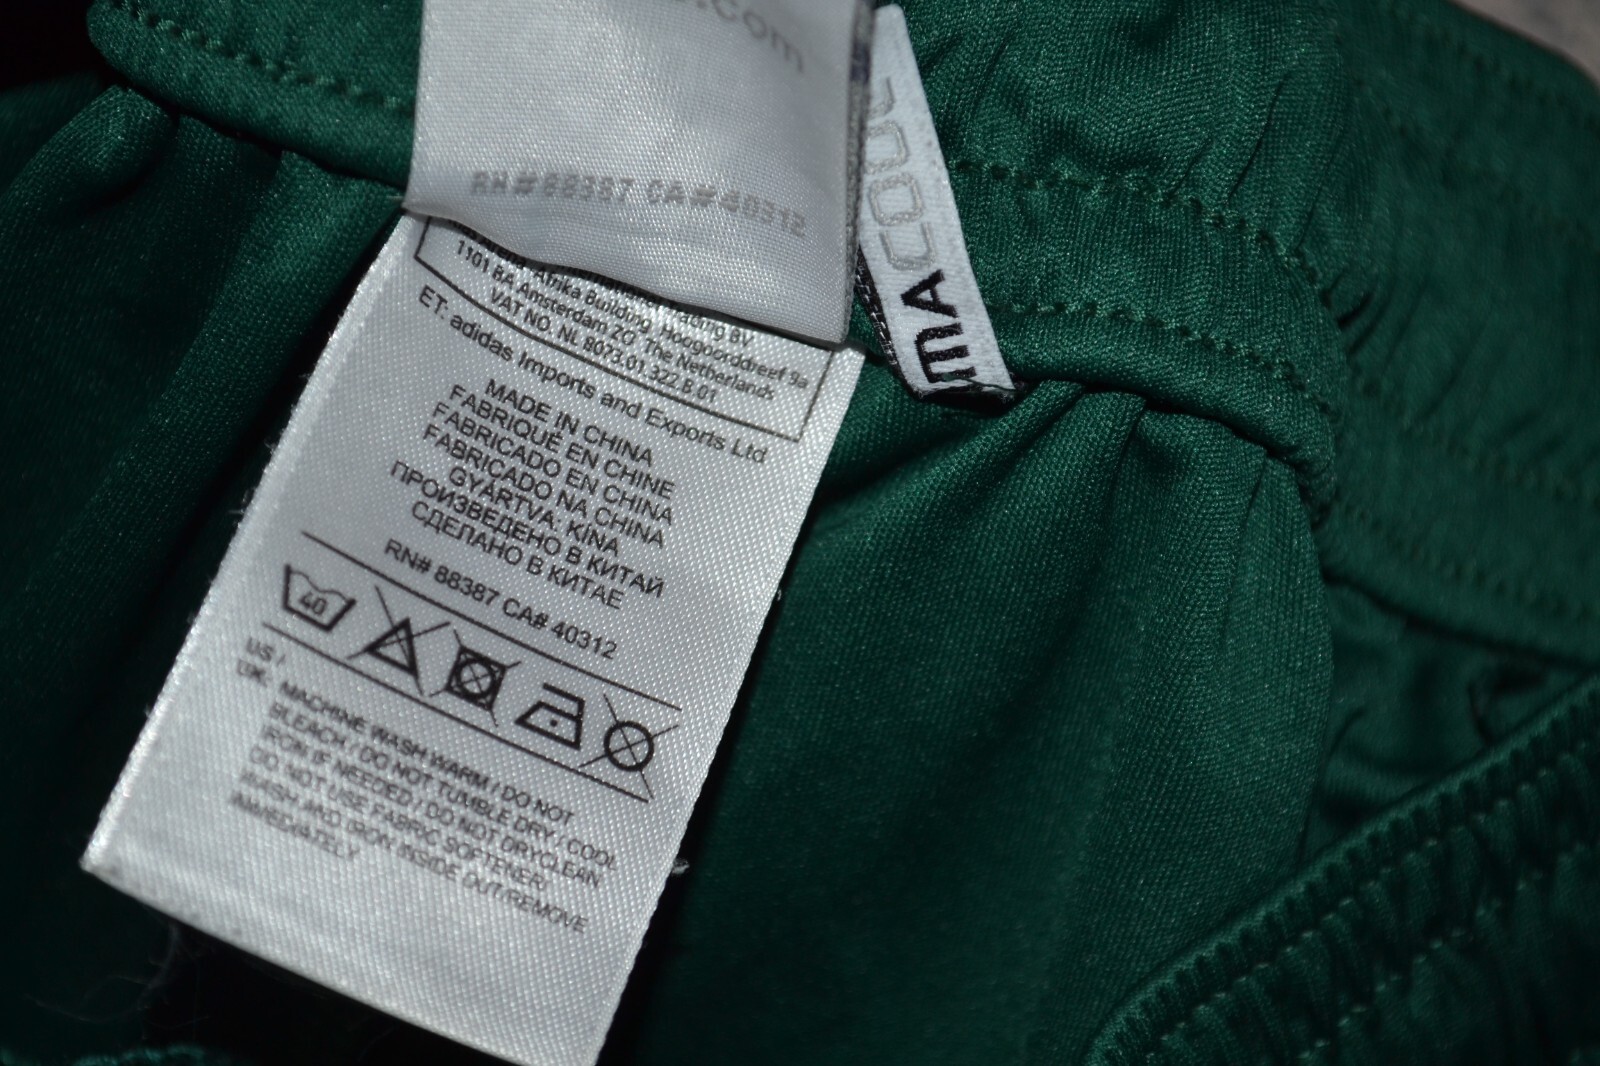 .com
RN# 88387 CA# 40312
MACOOL
Afrika Building, Hoogoorddreef 9a
1101 BA Amsterdam ZO The Netherlands
VAT NO. NL 8073.01.322.B.01
ET: adidas Imports and Exports Ltd
MADE IN CHINA
FABRIQUÉ EN CHINE
FABRICADO EN CHINA
FABRICADO NA CHINA
GYÁRTVA: KÍNA
ПРОИЗВЕДЕНО В КИТАЙ
СДЕЛАНО В КИТАЕ
RN# 88387 CA# 40312
40
US /
UK: MACHINE WASH WARM / DO NOT
BLEACH / DO NOT TUMBLE DRY / COOL
IRON IF NEEDED / DO NOT DRYCLEAN
DO NOT USE FABRIC SOFTENER/
WASH AND IRON INSIDE OUT/REMOVE
IMMEDIATELY